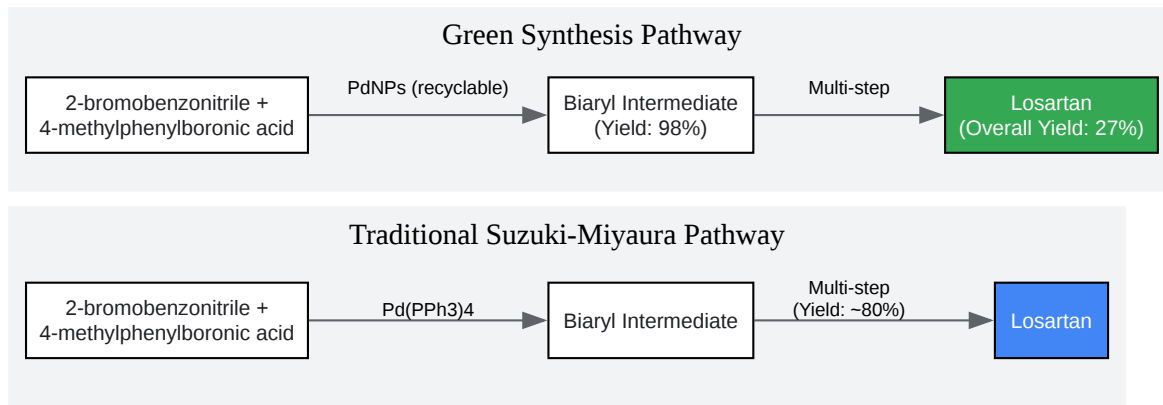 Green Synthesis Pathway
2-bromobenzonitrile +
4-methylphenylboronic acid
PdNPs (recyclable)
Biaryl Intermediate
(Yield: 98%)
Multi-step
Losartan
(Overall Yield: 27%)
Traditional Suzuki-Miyaura Pathway
2-bromobenzonitrile +
4-methylphenylboronic acid
Pd(PPh3)4
Biaryl Intermediate
Multi-step
(Yield: ~80%)
Losartan